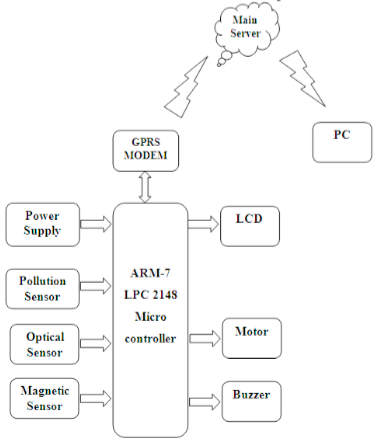 Main
Server
PC
GPRS
MODEM
Power
Supply
LCD
Pollution
Sensor
ARM-7
LPC 2148
Micro
controller
Optical
Sensor
Motor
Magnetic
Sensor
Buzzer